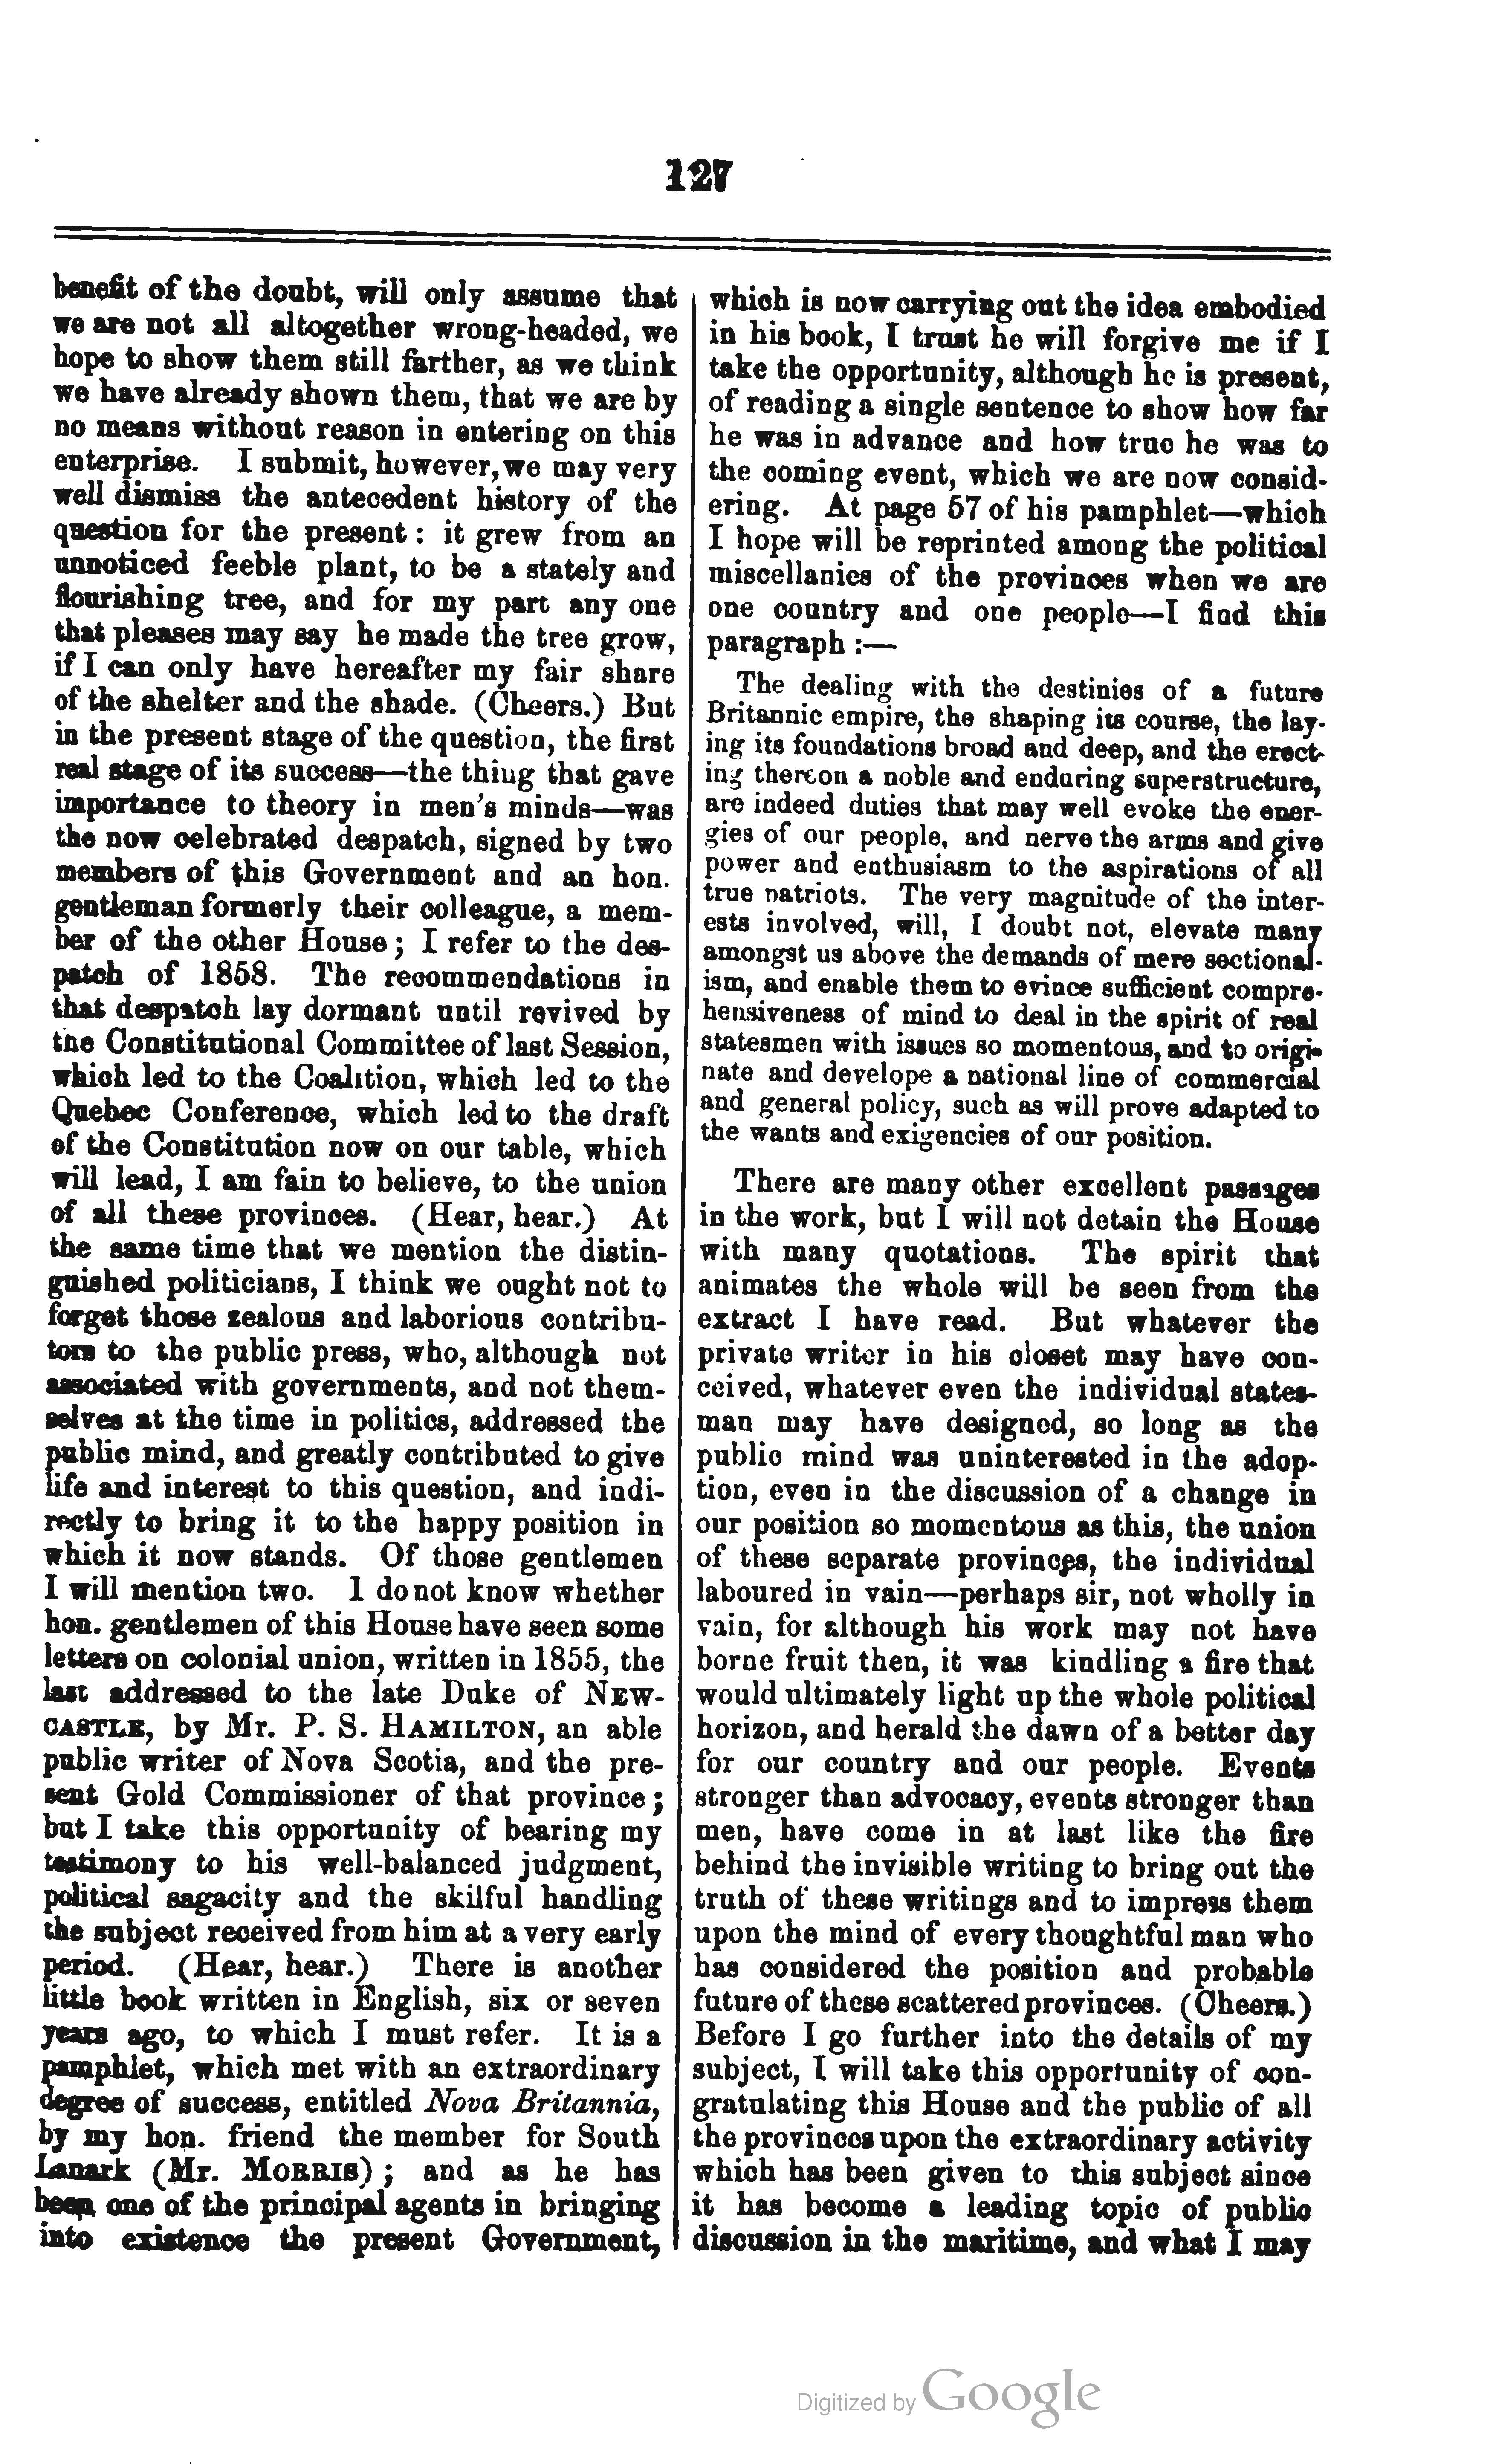 127
benefit of the doubt, will only assume that
we are not all altogether wrong-headed, we
hope to show them still farther, as we think
we have already shown them, that we are by
no means without reason in entering on this
enterprise. I submit, however, we may very
well dismiss the antecedent history of the
question for the present : it grew from an
unnoticed feeble plant, to be a stately and
flourishing tree, and for my part any one
that pleases may say he made the tree grow,
if I can only have hereafter my fair share
of the shelter and the shade. (Cheers.) But
in the present stage of the question, the first
real stage of its success—the thing that gave
importance to theory in men's minds—was
the now celebrated despatch, signed by two
members of this Government and an hon.
gentleman formerly their colleague, a mem-
ber of the other House ; I refer to the des-
patch of 1858. The recommendations in
that despatch lay dormant until revived by
the Constitutional Committee of last Session,
which led to the Coalition, which led to the
Quebec Conference, which led to the draft
of the Constitution now on our table, which
will lead, I am fain to believe, to the union
of all these provinces. (Hear, hear.) At
the same time that we mention the distin-
guished politicians, I think we ought not to
forget those zealous and laborious contribu-
tors to the public press, who, although not
associated with governments, and not them-
selves at the time in politics, addressed the
public mind, and greatly contributed to give
life and interest to this question, and indi-
rectly to bring it to the happy position in
which it now stands. Of those gentlemen
I will mention two. I do not know whether
hon. gentlemen of this House have seen some
letters on colonial union, written in 1855, the
last addressed to the late Duke of NEW-
CASTLE, by Mr. P. S. HAMILTON, an able
public writer of Nova Scotia, and the pre-
sent Gold Commissioner of that province ;
but I take this opportunity of bearing my
testimony to his well-balanced judgment,
political sagacity and the skilful handling
the subject received from him at a very early
period. (Hear, hear.) There is another
little book written in English, six or seven
years ago, to which I must refer. It is a
pamphlet, which met with an extraordinary
degree of success, entitled Nova Britannia,
by my hon. friend the member for South
Lanark (Mr. MORRIS) ; and as he has
been one of the principal agents in bringing
into existence the present Government,
which is now carrying out the idea embodied
in his book, I trust he will forgive me if I
take the opportunity, although he is present,
of reading a single sentence to show how far
he was in advance and how true he was to
the coming event, which we are now consid-
ering. At page 57 of his pamphlet—which
I hope will be reprinted among the political
miscellanies of the provinces when we are
one country and one people—I find this
paragraph :—
The dealing with the destinies of a future
Britannic empire, the shaping its course, the lay-
ing its foundations broad and deep, and the erect-
ing thereon a noble and enduring superstructure,
are indeed duties that may well evoke the ener-
gies of our people, and nerve the arms and give
power and enthusiasm to the aspirations of all
true patriots. The very magnitude of the inter-
ests involved, will, I doubt not, elevate many
amongst us above the demands of mere sectional-
ism, and enable them to evince sufficient compre-
hensiveness of mind to deal in the spirit of real
statesmen with issues so momentous, and to origi-
nate and develope a national line of commercial
and general policy, such as will prove adapted to
the wants and exigencies of our position.
There are many other excellent passages
in the work, but I will not detain the House
with many quotations. The spirit that
animates the whole will be seen from the
extract I have read. But whatever the
private writer in his closet may have con-
ceived, whatever even the individual states-
man may have designed, so long as the
public mind was uninterested in the adop-
tion, even in the discussion of a change in
our position so momentous as this, the union
of these separate provinces, the individual
laboured in vain—perhaps sir, not wholly in
vain, for although his work may not have
borne fruit then, it was kindling a fire that
would ultimately light up the whole political
horizon, and herald the dawn of a better day
for our country and our people. Events
stronger than advocacy, events stronger than
men, have come in at last like the fire
behind the invisible writing to bring out the
truth of these writings and to impress them
upon the mind of every thoughtful man who
has considered the position and probable
future of these scattered provinces. (Cheers.)
Before I go further into the details of my
subject, I will take this opportunity of con-
gratulating this House and the public of all
the provinces upon the extraordinary activity
which has been given to this subject since
it has become a leading topic of public
discussion in the maritime, and what I may
Digitized by Google